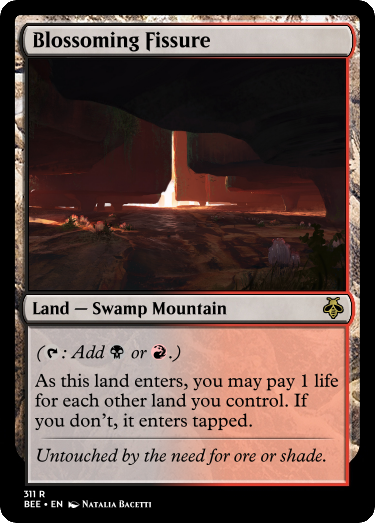 Blossoming Fissure
Land — Swamp Mountain
(: Add or .)
As this land enters, you may pay 1 life
for each other land you control. If
you don't, it enters tapped.
Untouched by the need for ore or shade.
311 R
BEE • EN Natalia Bacetti